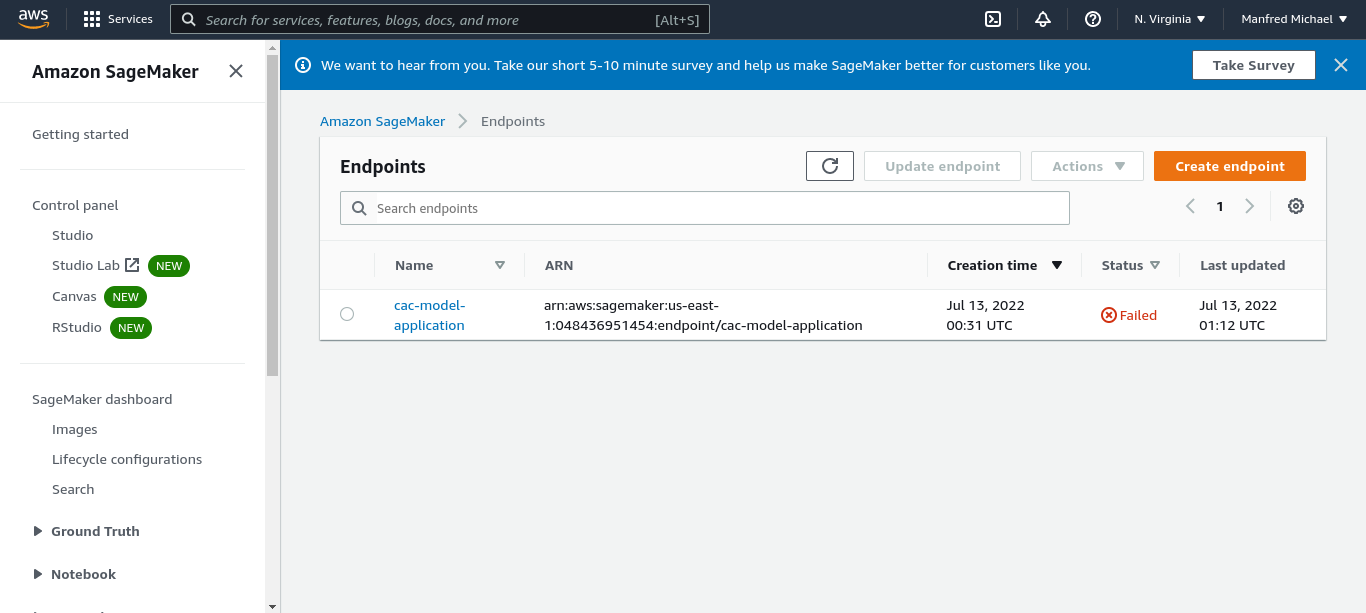 aws
Services
Search for services, features, blogs, docs, and more
[Alt+S]
N. Virginia
Manfred Michael
Amazon SageMaker
Getting started
Control panel
Studio
Studio Lab NEW
Canvas NEW
RStudio NEW
SageMaker dashboard
Images
Lifecycle configurations
Search
Ground Truth
Notebook
We want to hear from you. Take our short 5-10 minute survey and help us make SageMaker better for customers like you.
Take Survey
Amazon SageMaker
Endpoints
Endpoints
Update endpoint
Actions
Create endpoint
Search endpoints
1
Name
ARN
Creation time
Status
Last updated
cac-model-
application
arn:aws:sagemaker:us-east-
1:048436951454:endpoint/cac-model-application
Jul 13, 2022
00:31 UTC
Failed
Jul 13, 2022
01:12 UTC